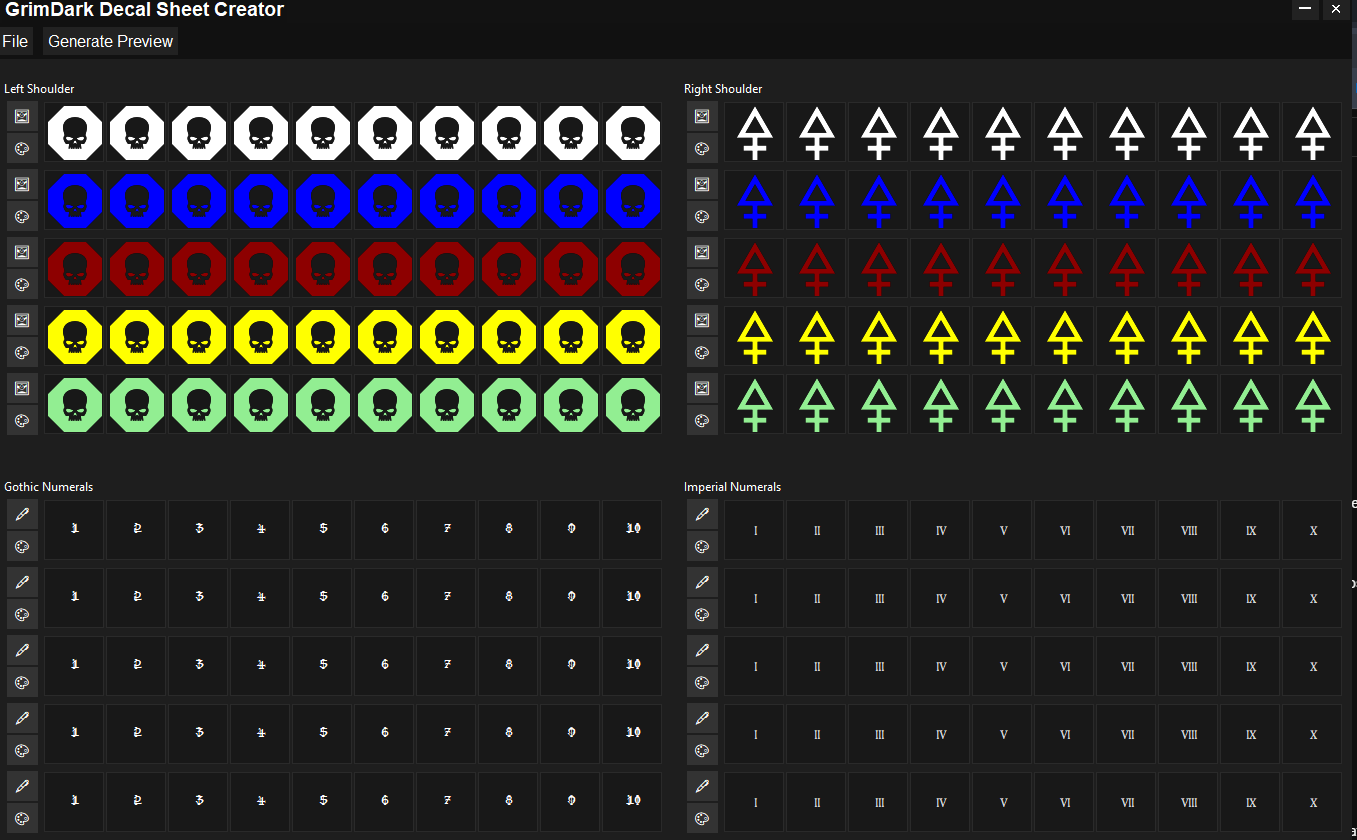 GrimDark Decal Sheet Creator
File Generate Preview
Left Shoulder
Right Shoulder
Gothic Numerals
1 2 3 4 5 6 7 8 9 10
1 2 3 4 5 6 7 8 9 10
1 2 3 4 5 6 7 8 9 10
1 2 3 4 5 6 7 8 9 10
1 2 3 4 5 6 7 8 9 10
Imperial Numerals
I II III IV V VI VII VIII IX X
I II III IV V VI VII VIII IX X
I II III IV V VI VII VIII IX X
I II III IV V VI VII VIII IX X
I II III IV V VI VII VIII IX X